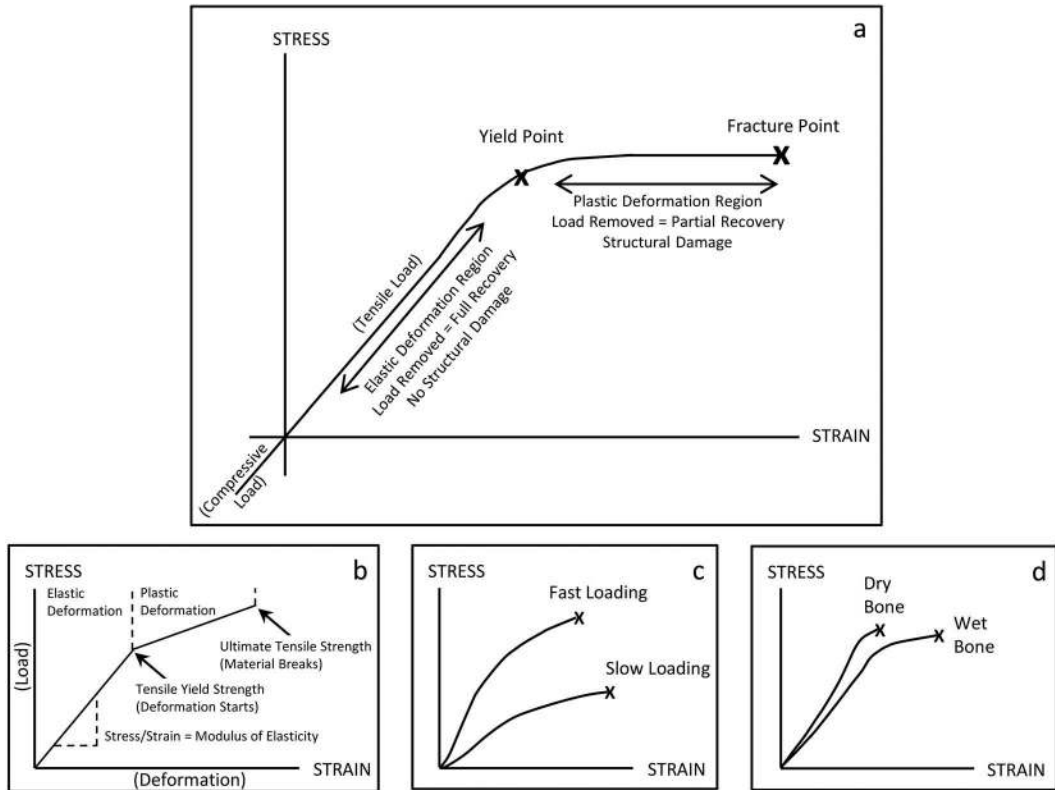 a
STRESS
Yield Point
Fracture Point
X
X
Plastic Deformation Region
Load Removed = Partial Recovery
Structural Damage
(Tensile Load)
Elastic Deformation Region
Load Removed = Full Recovery
No Structural Damage
STRAIN
(Compressive
Load)
b
STRESS
Elastic
Deformation
Plastic
Deformation
Ultimate Tensile Strength
(Material Breaks)
Tensile Yield Strength
(Deformation Starts)
Stress/Strain = Modulus of Elasticity
(Load)
(Deformation)
STRAIN
c
STRESS
Fast Loading
X
Slow Loading
X
STRAIN
d
STRESS
Dry
Bone
X
Wet
Bone
X
STRAIN